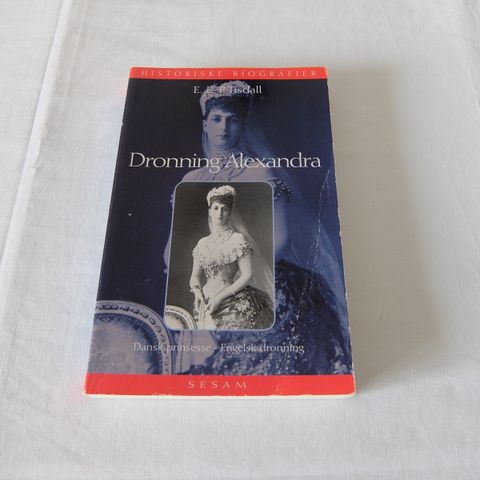 HISTORISKE BIOGRAFIER
E. E. P. Tisdall
Dronning Alexandra
Dansk prinsesse - Engelsk dronning
SESAM